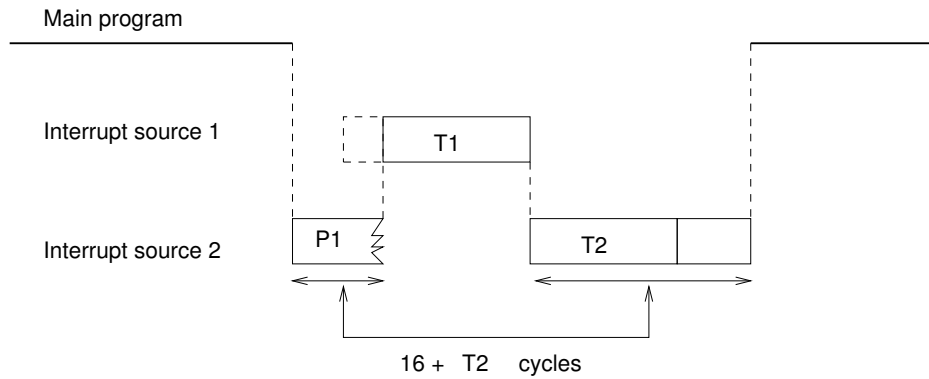 Main program
Interrupt source 1
T1
Interrupt source 2
P1
T2
16 + T2 cycles